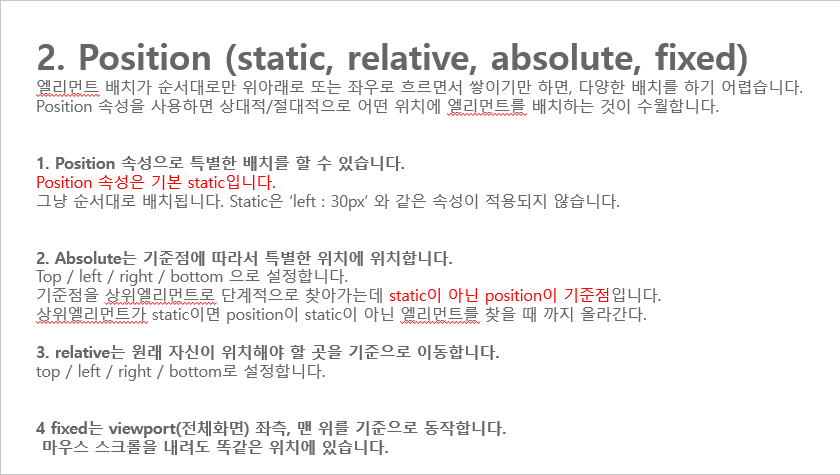 2. Position (static, relative, absolute, fixed)
엘리먼트 배치가 순서대로만 위아래로 또는 좌우로 흐르면서 쌓이기만 하면, 다양한 배치를 하기 어렵습니다.
Position 속성을 사용하면 상대적/절대적으로 어떤 위치에 엘리먼트를 배치하는 것이 수월합니다.
1. Position 속성으로 특별한 배치를 할 수 있습니다.
Position 속성은 기본 static입니다.
그냥 순서대로 배치됩니다. Static은 ‘left : 30px’ 와 같은 속성이 적용되지 않습니다.
2. Absolute는 기준점에 따라서 특별한 위치에 위치합니다.
Top / left / right / bottom 으로 설정합니다.
기준점을 상위엘리먼트로 단계적으로 찾아가는데 static이 아닌 position이 기준점입니다.
상위엘리먼트가 static이면 position이 static이 아닌 엘리먼트를 찾을 때 까지 올라간다.
3. relative는 원래 자신이 위치해야 할 곳을 기준으로 이동합니다.
top / left / right / bottom로 설정합니다.
4 fixed는 viewport(전체화면) 좌측, 맨 위를 기준으로 동작합니다.
마우스 스크롤을 내려도 똑같은 위치에 있습니다.